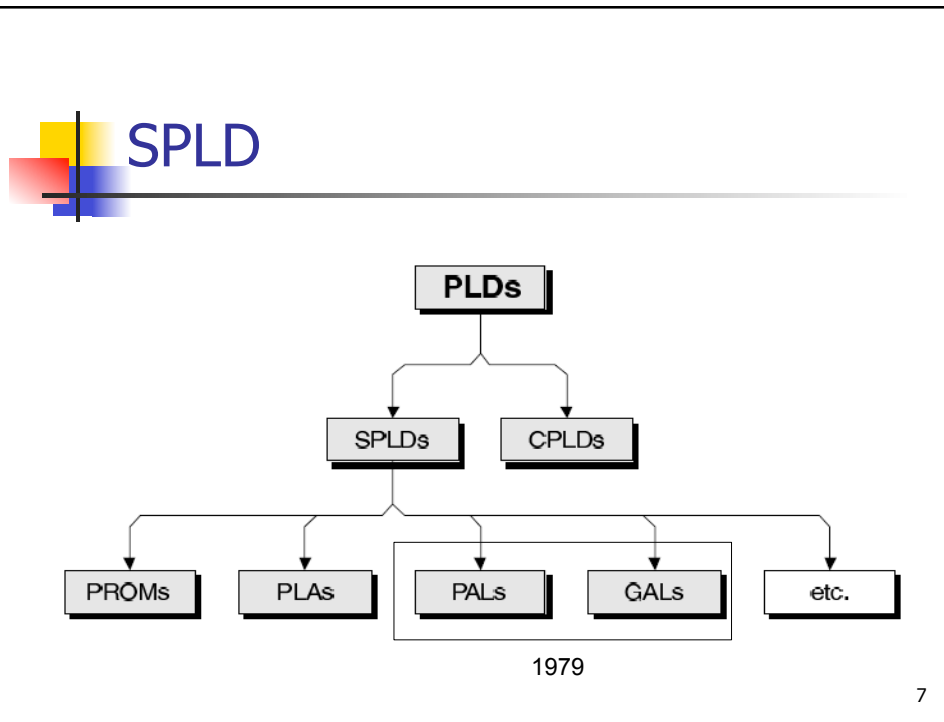 SPLD
PLDs
SPLDs
CPLDs
PROMs
PLAs
PALs
GALs
etc.
1979
7